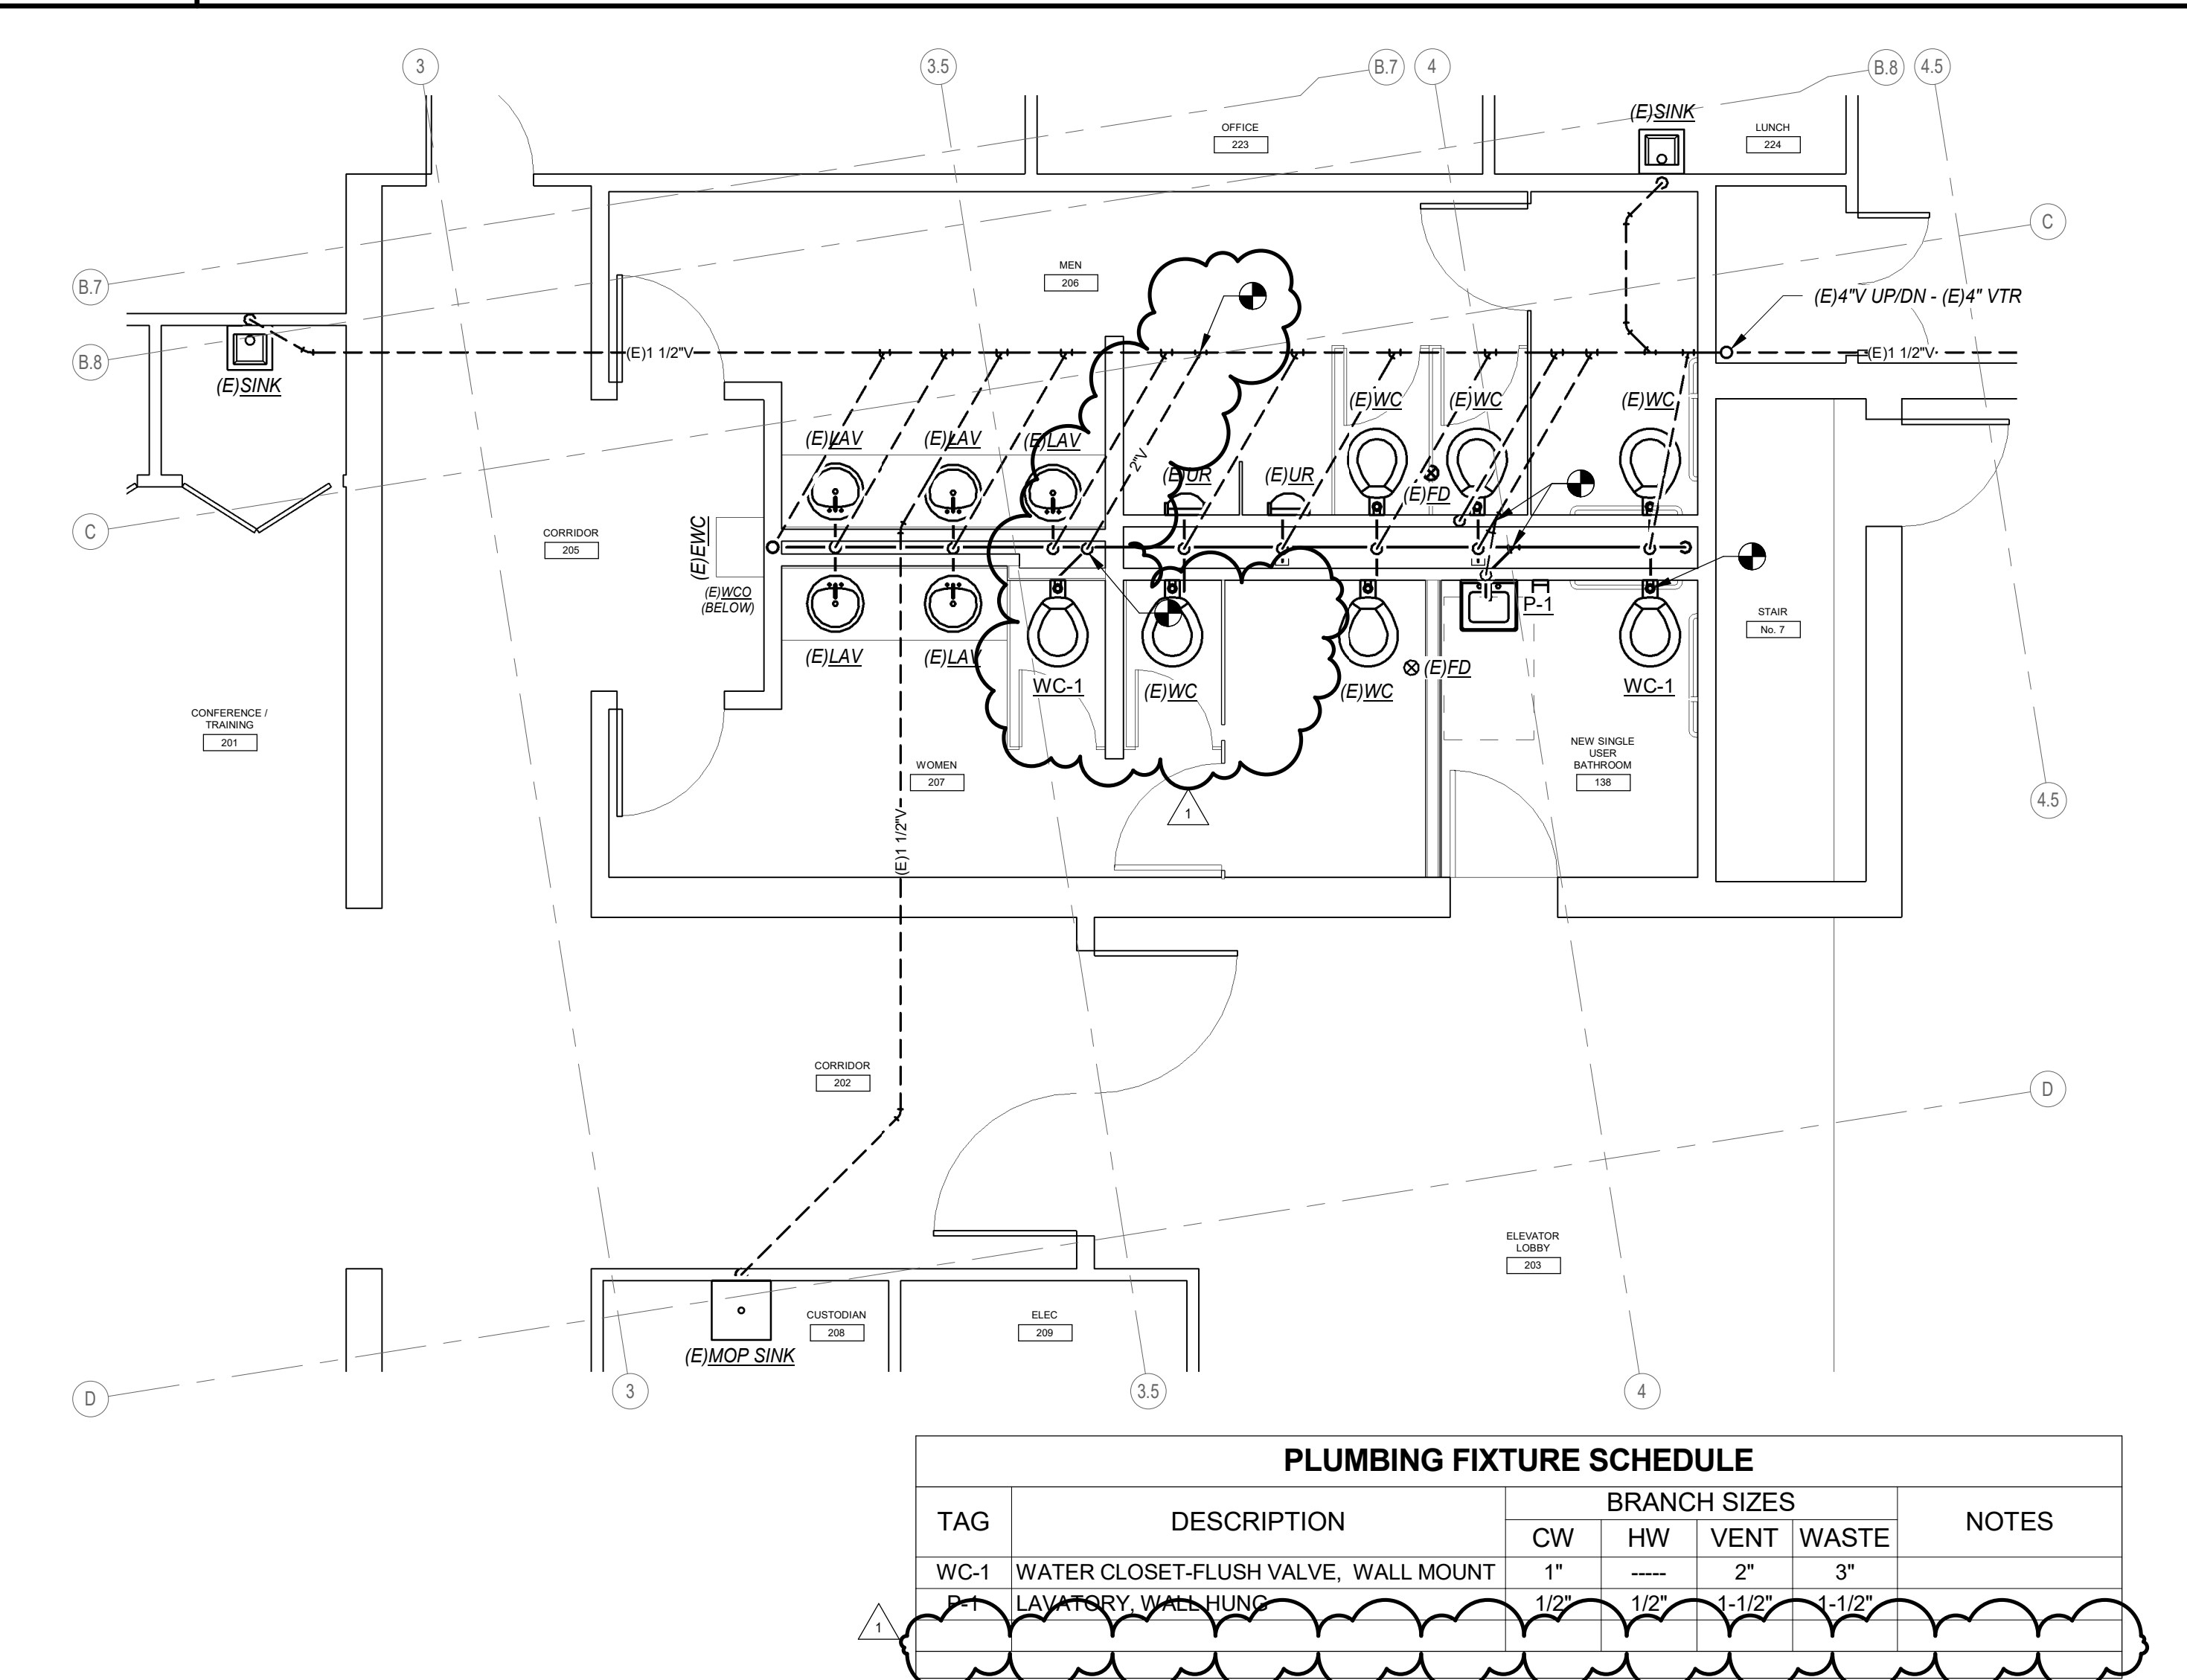 3
3.5
B.7
4
B.8
4.5
(E)SINK
OFFICE
223
LUNCH
224
C
MEN
206
B.7
(E)4"V UP/DN - (E)4" VTR
(E)1 1/2"V
(E)1 1/2"V
B.8
(E)SINK
(E)WC
(E)WC
(E)WC
(E)LAV
(E)LAV
(E)LAV
2"V
(E)UR
(E)UR
(E)FD
C
CORRIDOR
205
(E)EWC
(E)WCO
(BELOW)
P-1
STAIR
No. 7
(E)LAV
(E)LAV
WC-1
(E)WC
(E)WC
(E)FD
WC-1
CONFERENCE /
TRAINING
201
NEW SINGLE
USER
BATHROOM
138
WOMEN
207
4.5
1
(E)1 1/2"V
CORRIDOR
202
D
ELEVATOR
LOBBY
203
CUSTODIAN
208
ELEC
209
(E)MOP SINK
D
3
3.5
4
PLUMBING FIXTURE SCHEDULE
TAG DESCRIPTION BRANCH SIZES NOTES
CW HW VENT WASTE
WC-1 WATER CLOSET-FLUSH VALVE, WALL MOUNT 1" ----- 2" 3"
P-1 LAVATORY, WALL HUNG 1/2" 1/2" 1-1/2" 1-1/2"
1